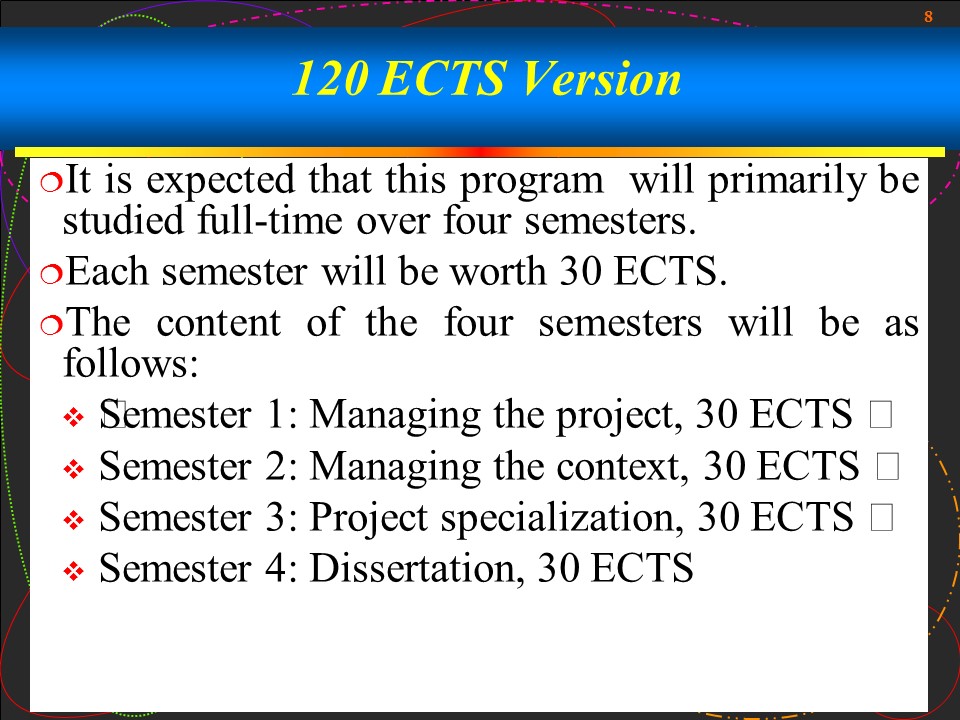 8
120 ECTS Version
❍It is expected that this program will primarily be
studied full-time over four semesters.
❍Each semester will be worth 30 ECTS.
❍The content of the four semesters will be as
follows:
❖ Semester 1: Managing the project, 30 ECTS 
❖ Semester 2: Managing the context, 30 ECTS 
❖ Semester 3: Project specialization, 30 ECTS 
❖ Semester 4: Dissertation, 30 ECTS